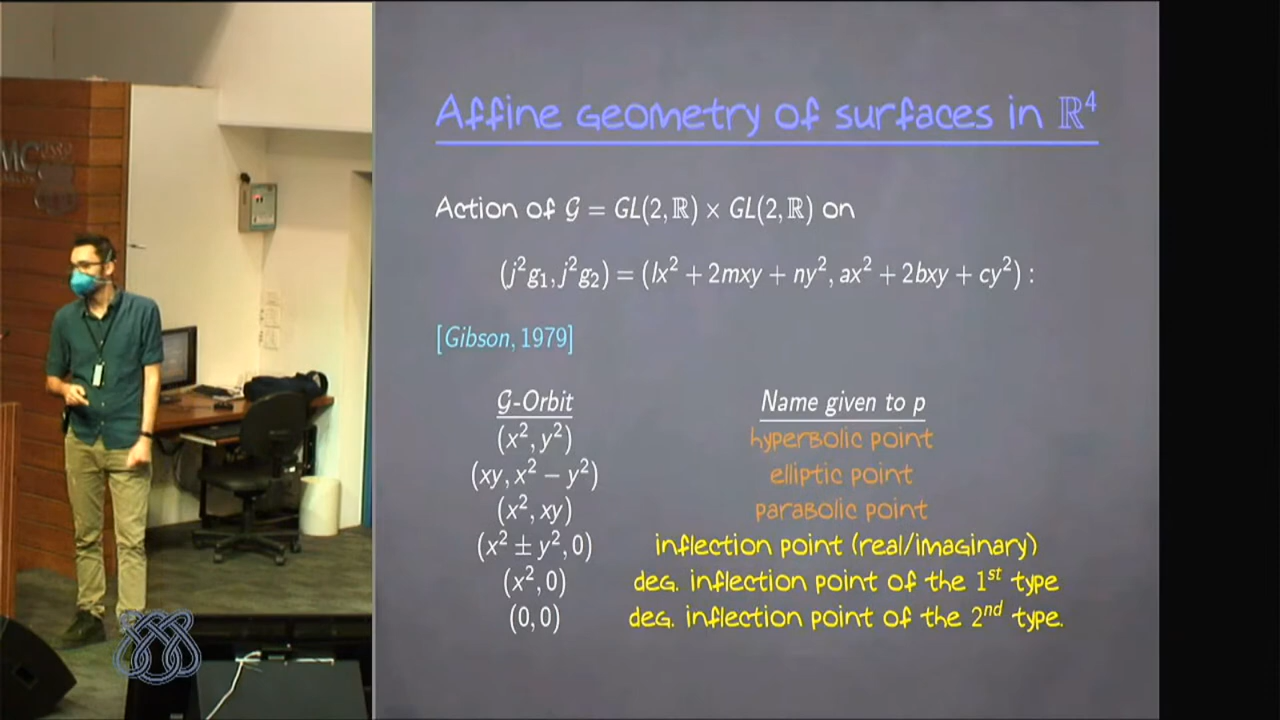 Affine geometry of surfaces in ℝ⁴
Action of 𝒢 = GL(2, ℝ) × GL(2, ℝ) on
(j²g₁, j²g₂) = (lx² + 2mxy + ny², ax² + 2bxy + cy²) :
[Gibson, 1979]
𝒢-Orbit Name given to p
(x², y²) hyperbolic point
(xy, x² − y²) elliptic point
(x², xy) parabolic point
(x² ± y², 0) inflection point (real/imaginary)
(x², 0) deg. inflection point of the 1ˢᵗ type
(0, 0) deg. inflection point of the 2ⁿᵈ type.